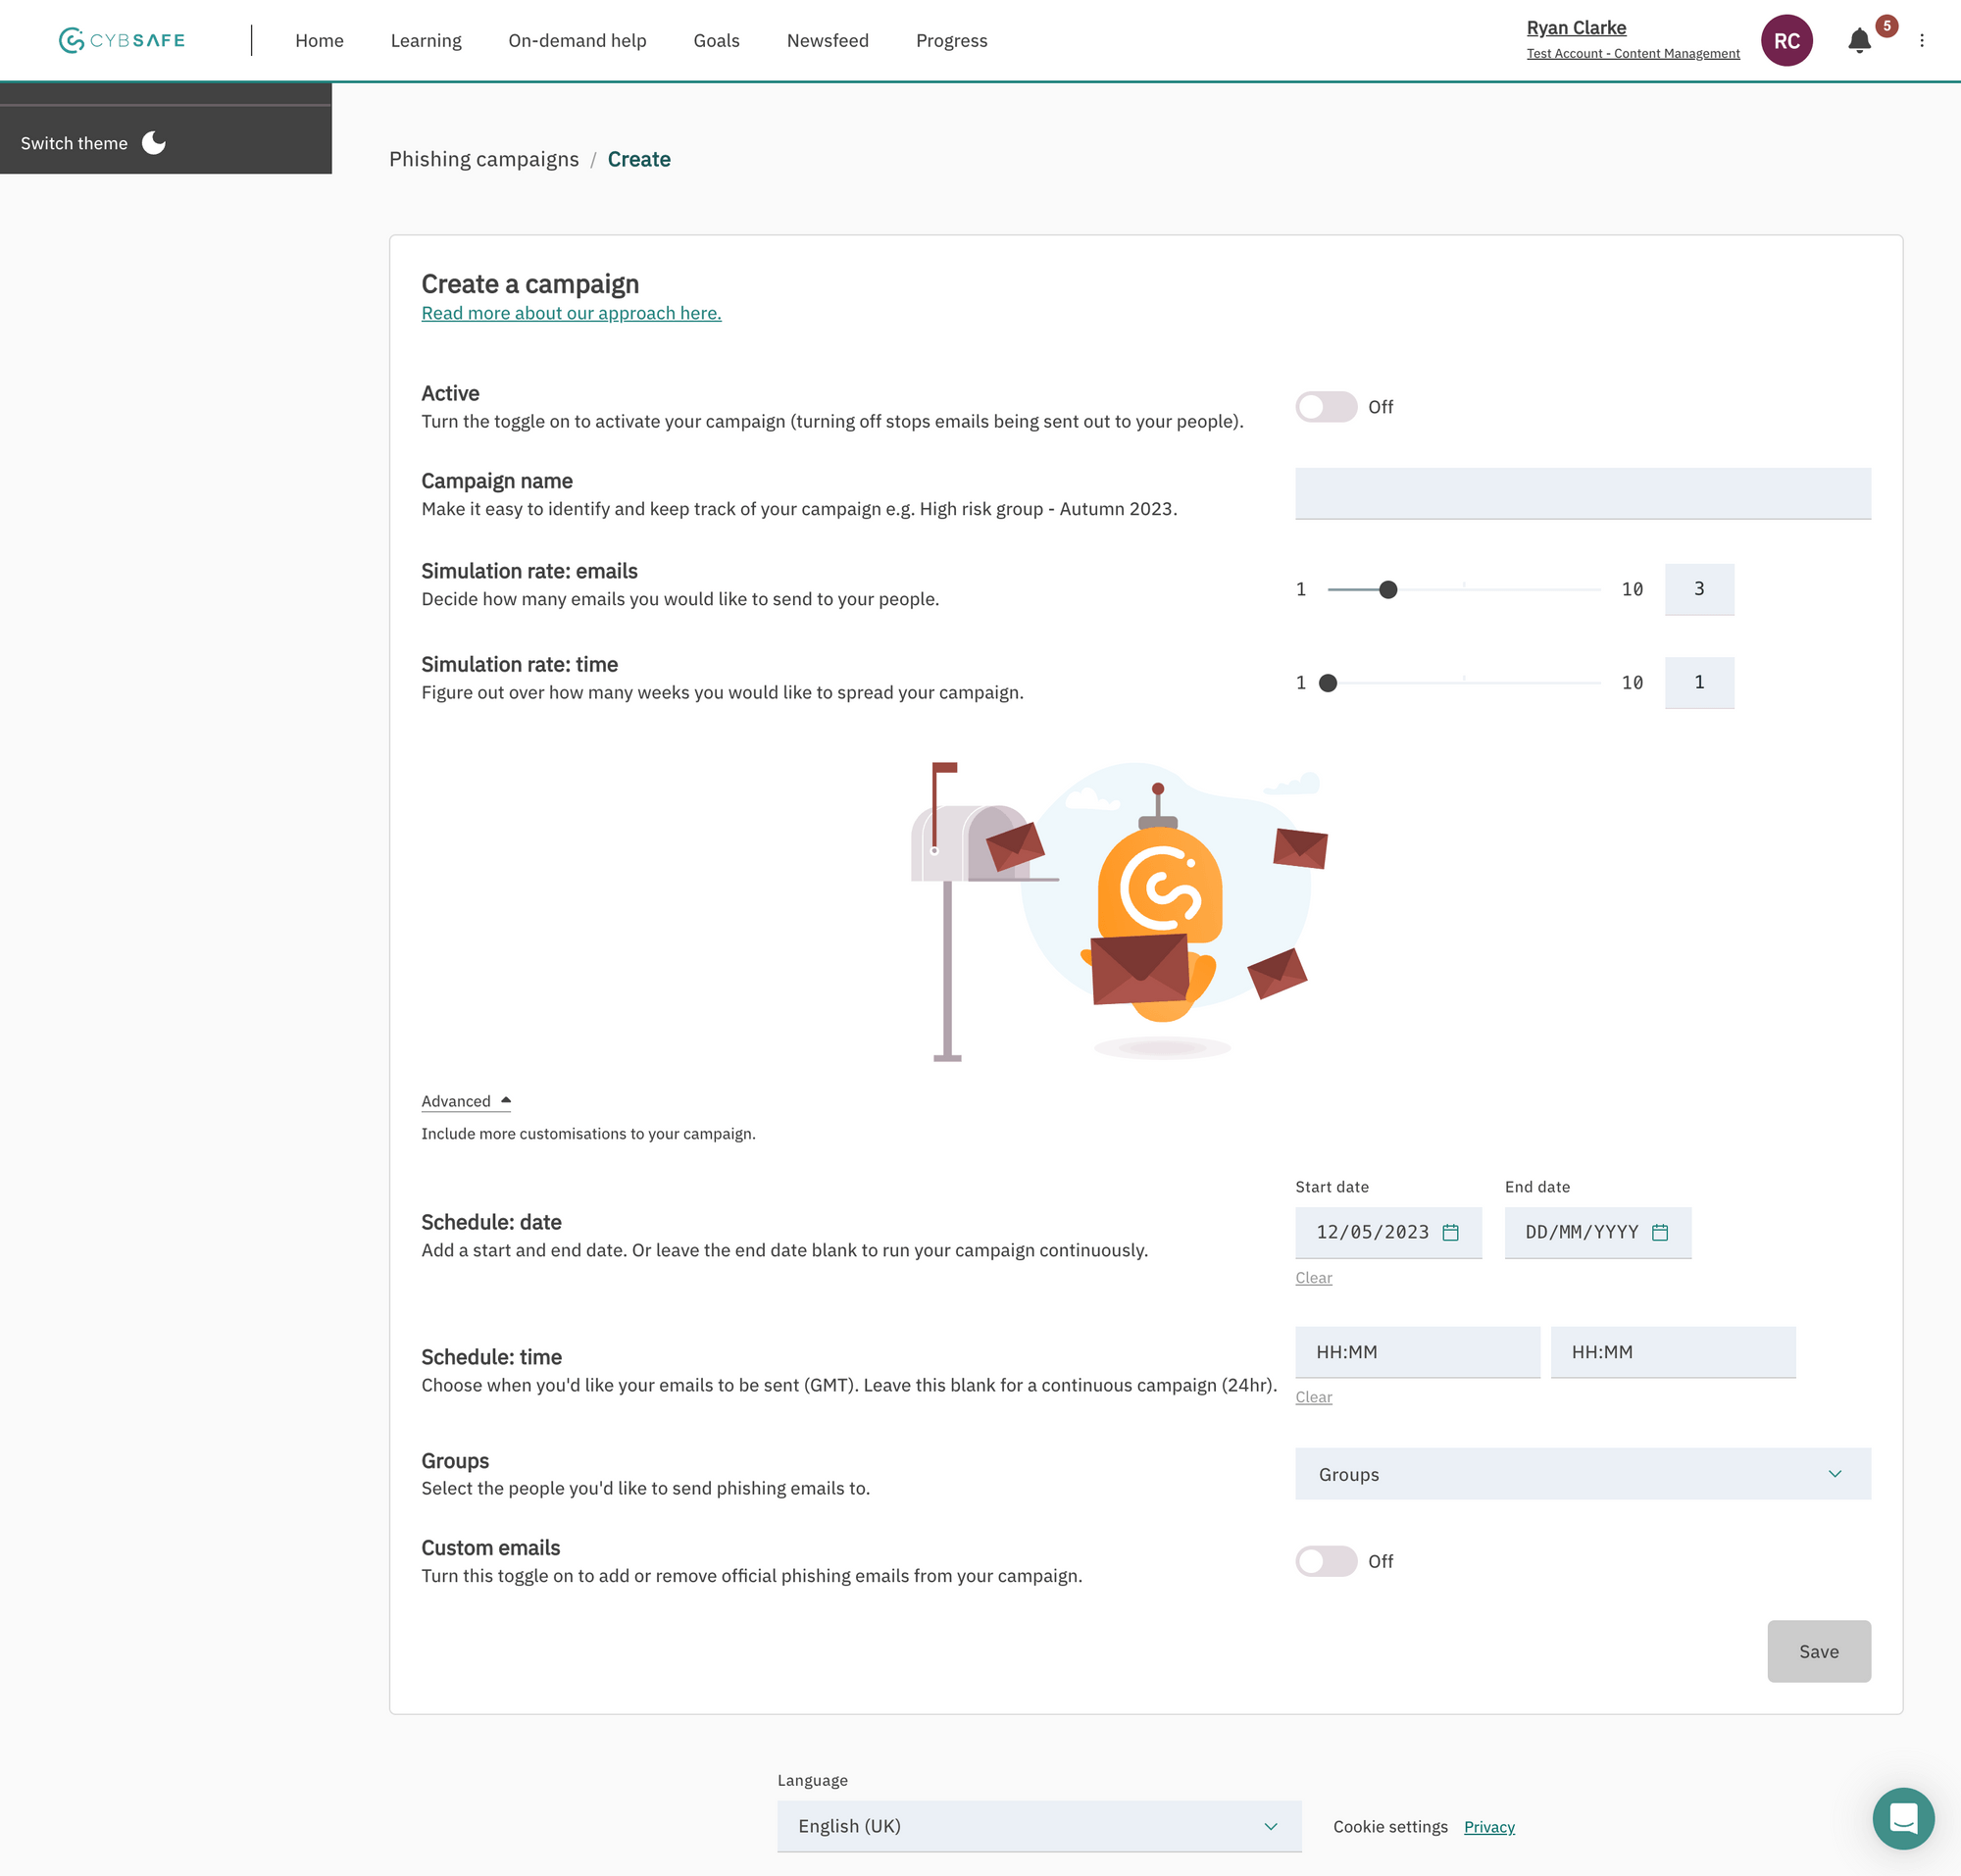 CYBSAFE
Home
Learning
On-demand help
Goals
Newsfeed
Progress
Ryan Clarke
Test Account - Content Management
RC
5
Switch theme
Phishing campaigns / Create
Create a campaign
Read more about our approach here.
Active
Turn the toggle on to activate your campaign (turning off stops emails being sent out to your people).
Off
Campaign name
Make it easy to identify and keep track of your campaign e.g. High risk group - Autumn 2023.
Simulation rate: emails
Decide how many emails you would like to send to your people.
1
10
3
Simulation rate: time
Figure out over how many weeks you would like to spread your campaign.
1
10
1
Advanced
Include more customisations to your campaign.
Schedule: date
Add a start and end date. Or leave the end date blank to run your campaign continuously.
Start date
End date
12/05/2023
DD/MM/YYYY
Clear
Schedule: time
Choose when you'd like your emails to be sent (GMT). Leave this blank for a continuous campaign (24hr).
HH:MM
HH:MM
Clear
Groups
Select the people you'd like to send phishing emails to.
Groups
Custom emails
Turn this toggle on to add or remove official phishing emails from your campaign.
Off
Save
Language
English (UK)
Cookie settings
Privacy